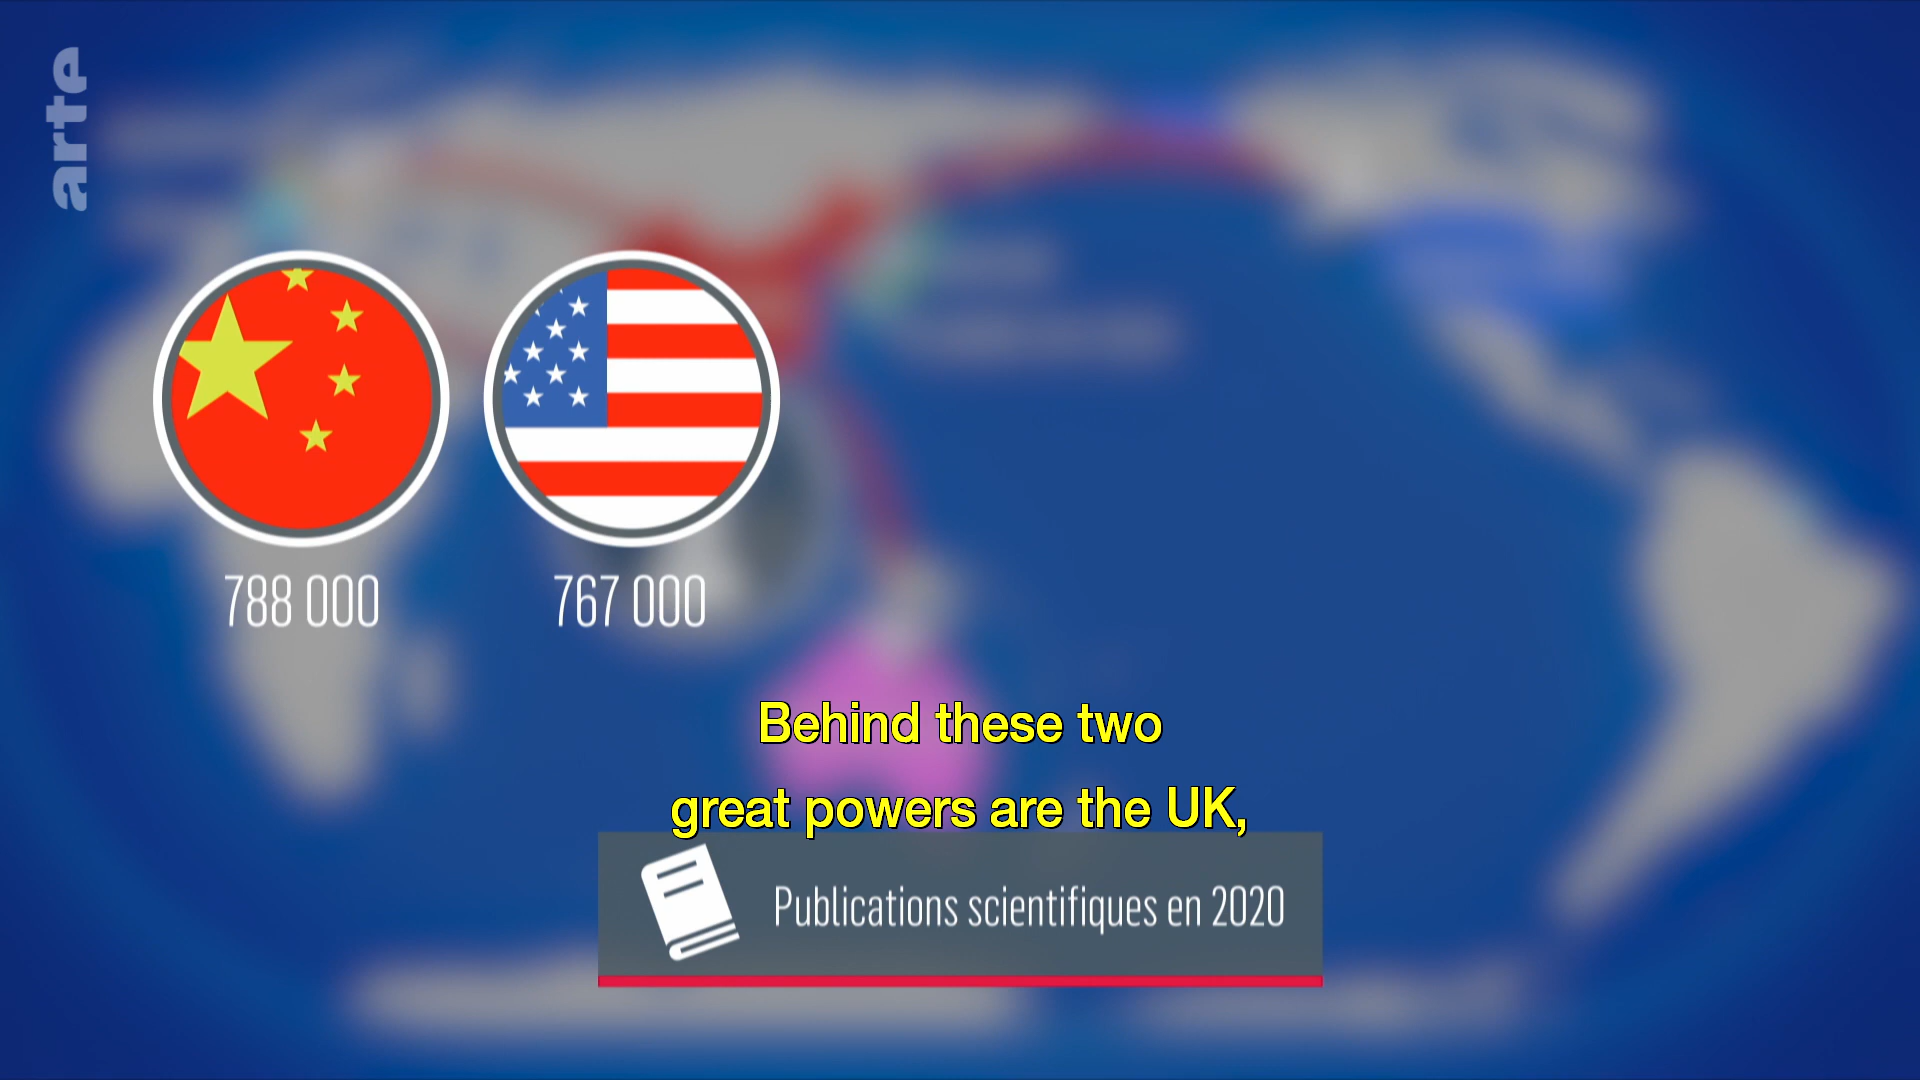 arte
788 000
767 000
Behind these two
great powers are the UK,
Publications scientifiques en 2020